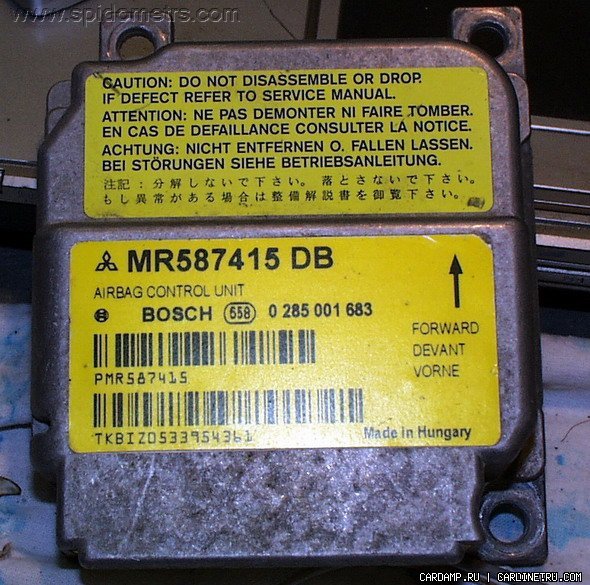 www.spidometrs.com
CAUTION: DO NOT DISASSEMBLE OR DROP.
IF DEFECT REFER TO SERVICE MANUAL.
ATTENTION: NE PAS DEMONTER NI FAIRE TOMBER.
EN CAS DE DEFAILLANCE CONSULTER LA NOTICE.
ACHTUNG: NICHT ENTFERNEN O. FALLEN LASSEN.
BEI STÖRUNGEN SIEHE BETRIEBSANLEITUNG.
注記：分解しないで下さい。落とさないで下さい。
もし異常がある場合は整備解説書を御覧下さい。
MR587415 DB
AIRBAG CONTROL UNIT
BOSCH 558 0 285 001 683
FORWARD
DEVANT
VORNE
PMR587415
TKBIZ0533954361
Made in Hungary
CARDAMP.RU | CARDINETRU.COM